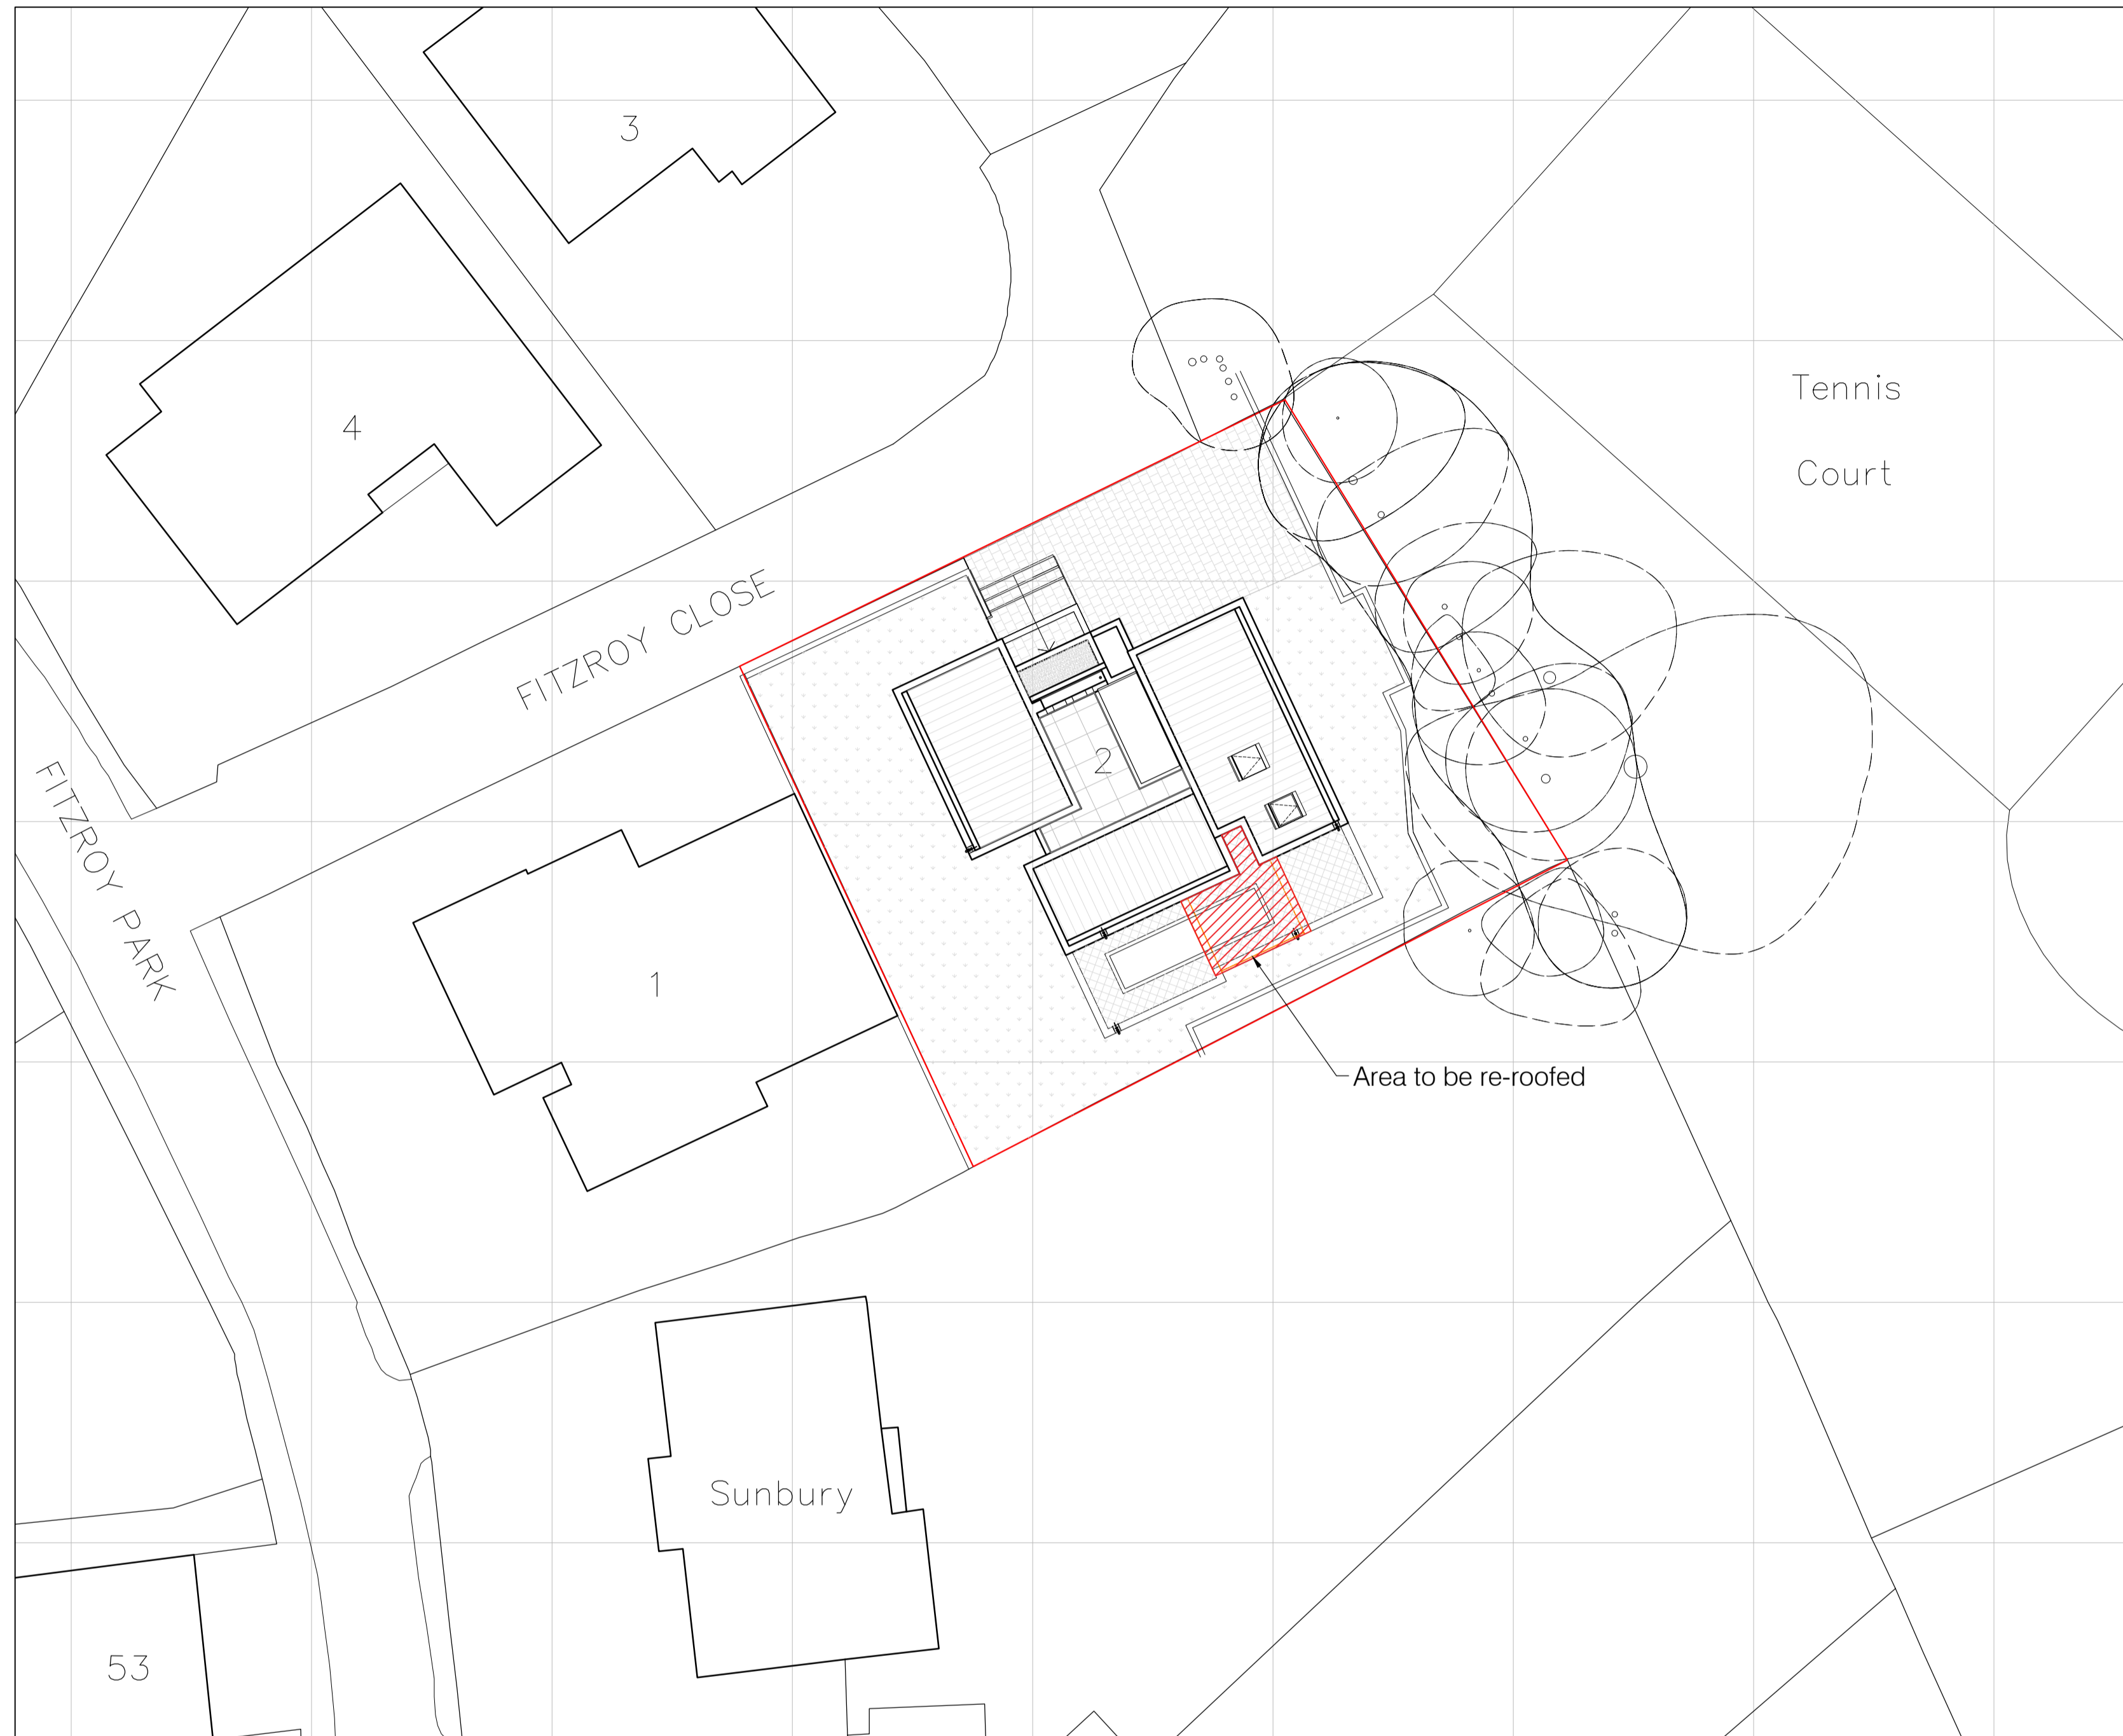 3
4
Tennis
Court
FITZROY CLOSE
2
FITZROY PARK
1
Area to be re-roofed
Sunbury
53